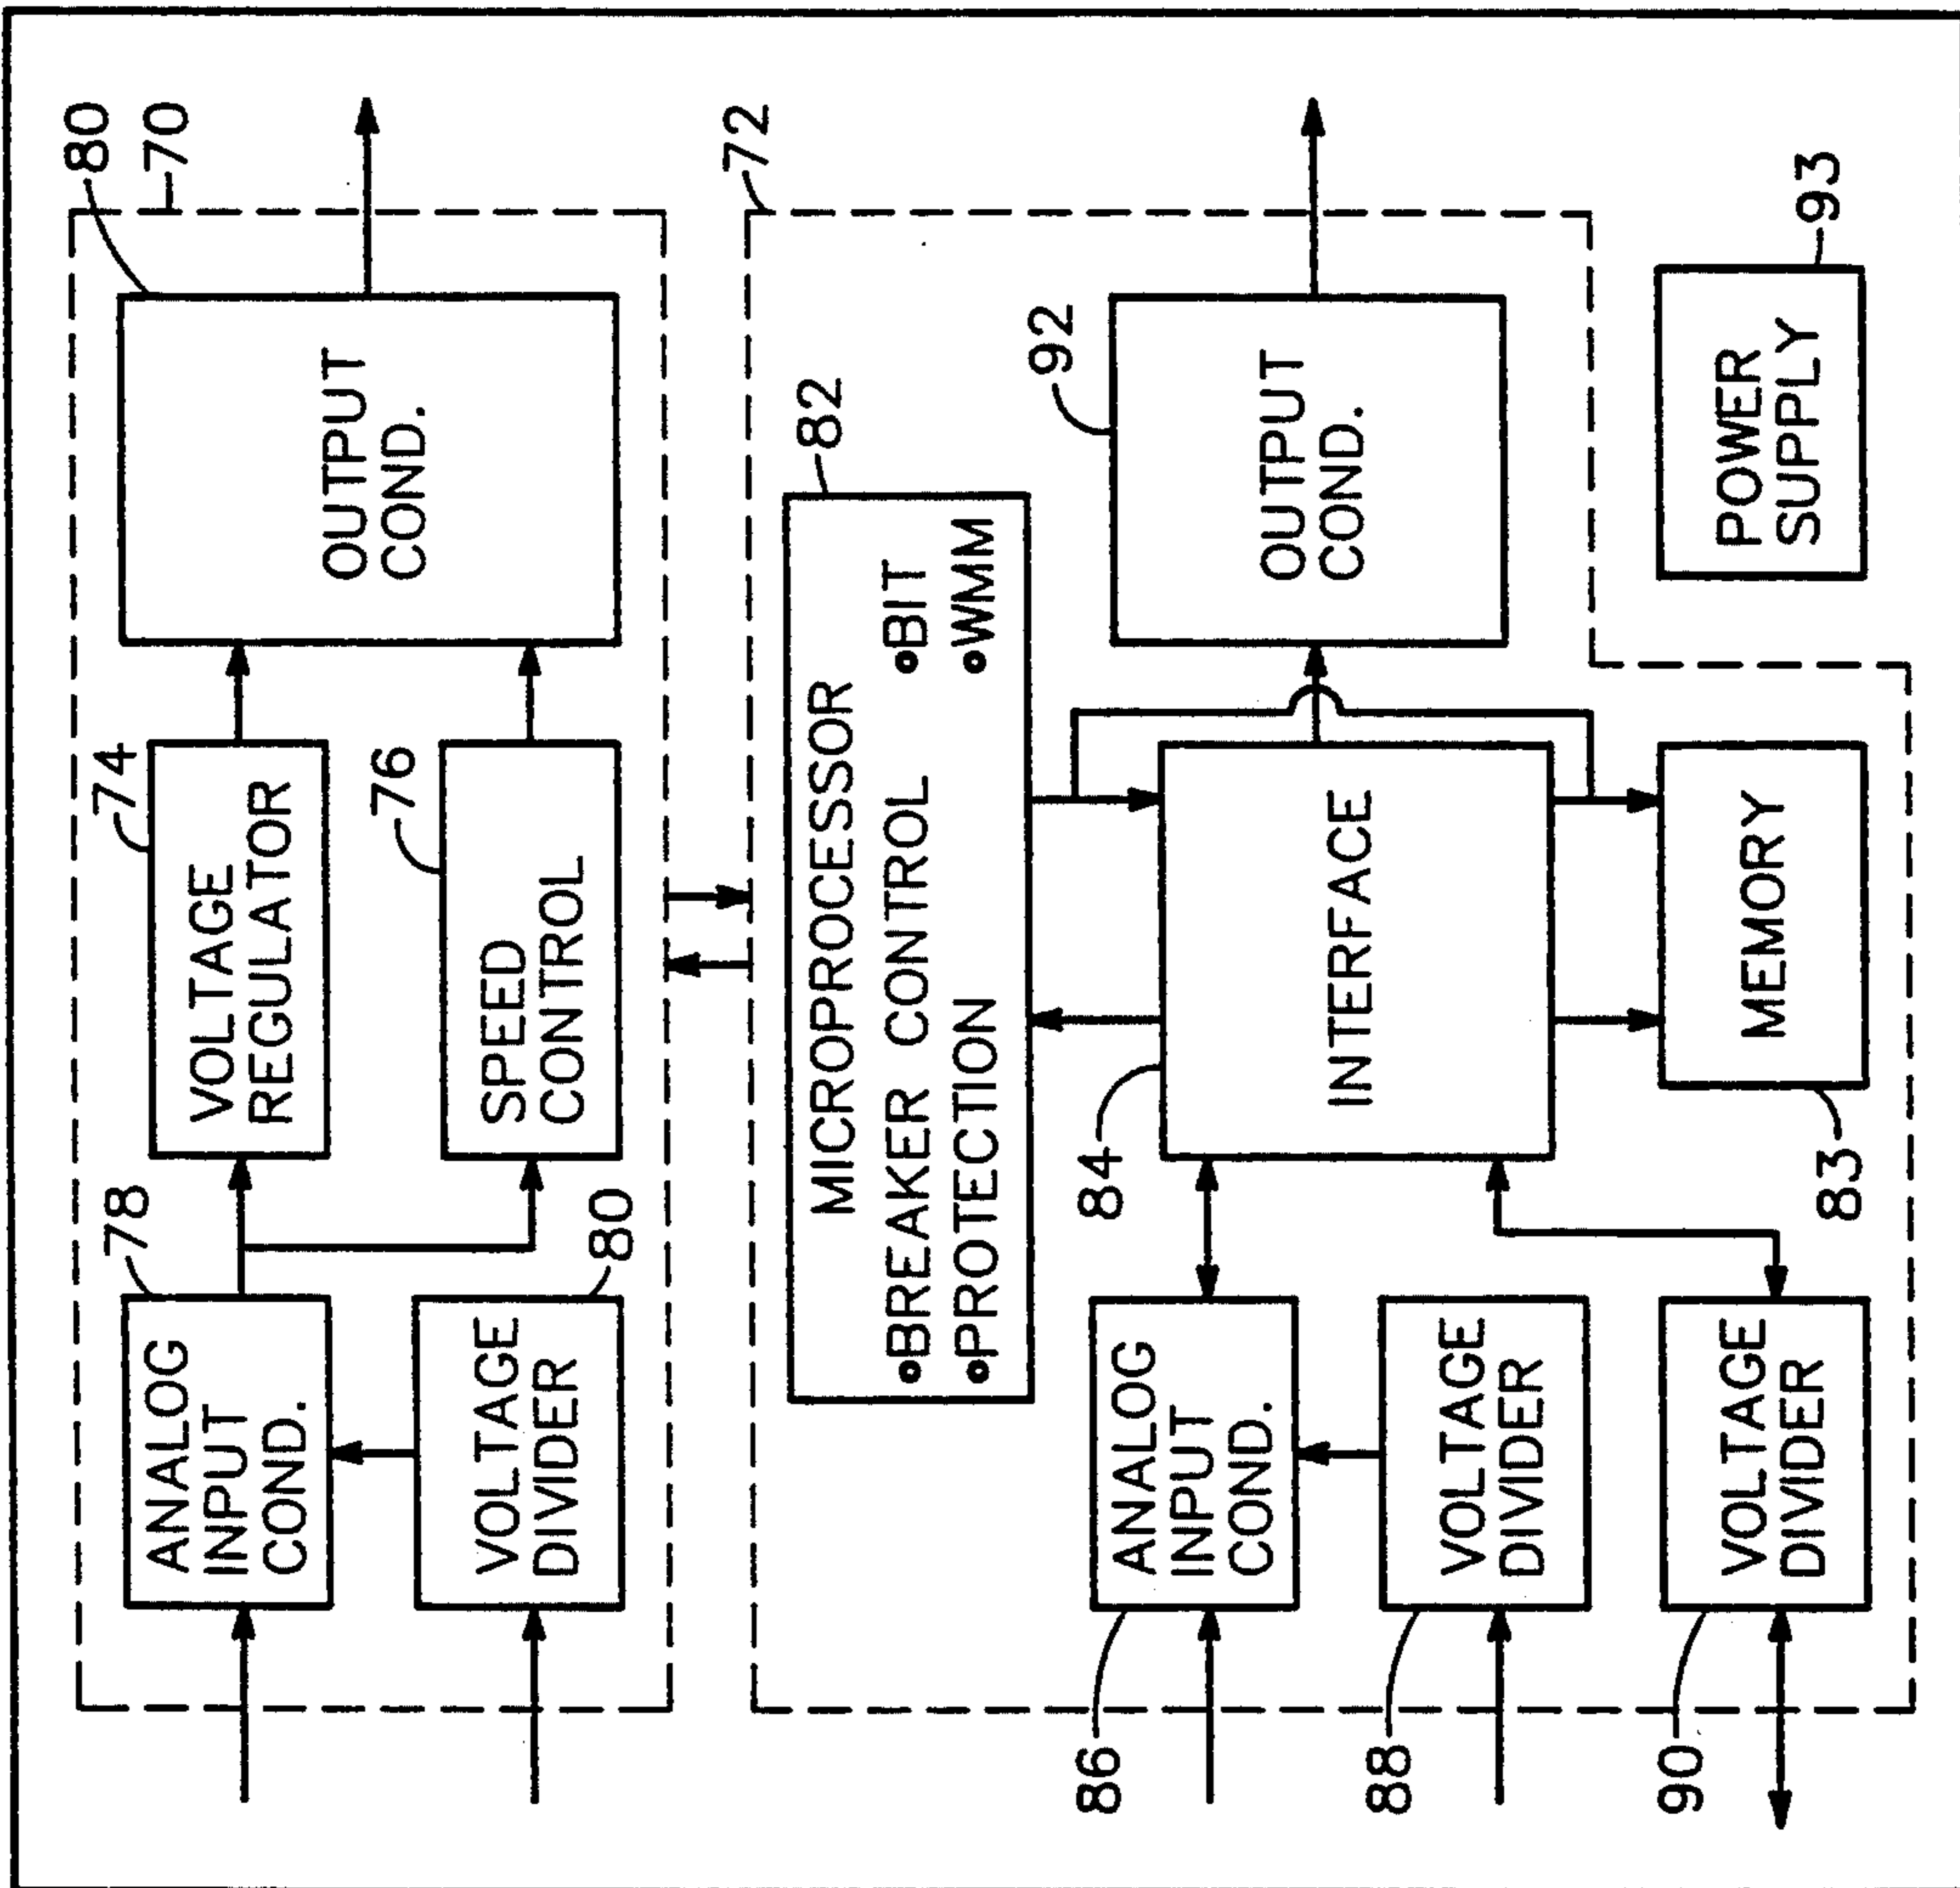 80
70
OUTPUT
COND.
74
VOLTAGE
REGULATOR
76
SPEED
CONTROL
78
ANALOG
INPUT
COND.
80
VOLTAGE
DIVIDER
72
82
MICROPROCESSOR
•BREAKER CONTROL •BIT
•PROTECTION •WMM
92
OUTPUT
COND.
84
INTERFACE
86
ANALOG
INPUT
COND.
88
VOLTAGE
DIVIDER
90
VOLTAGE
DIVIDER
83
MEMORY
93
POWER
SUPPLY